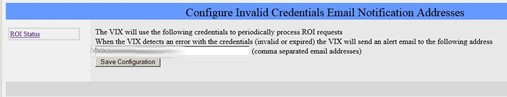 Configure Invalid Credentials Email Notification Addresses
ROI Status
The VIX will use the following credentials to periodically process ROI requests
When the VIX detects an error with the credentials (invalid or expired) the VIX will send an alert email to the following address
(comma separated email addresses)
Save Configuration